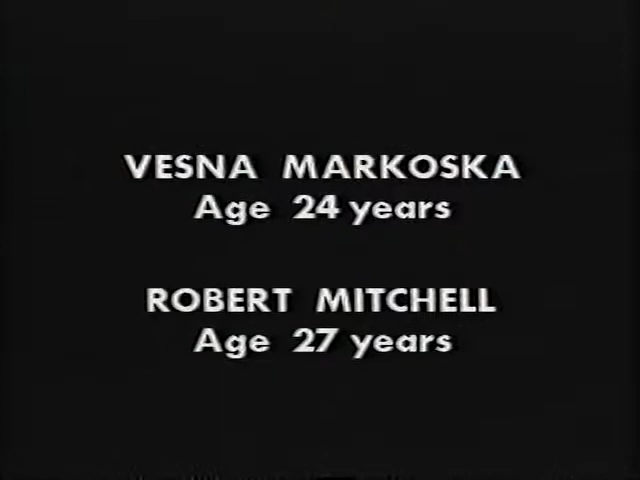 VESNA MARKOSKA
Age 24 years
ROBERT MITCHELL
Age 27 years